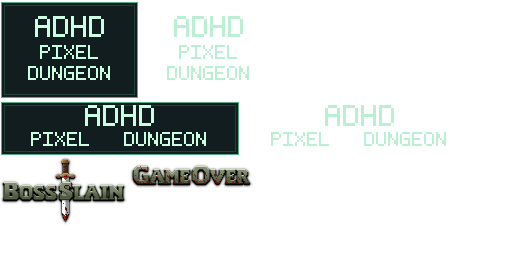 ADHD
PIXEL
DUNGEON
ADHD
PIXEL
DUNGEON
ADHD
PIXEL DUNGEON
ADHD
PIXEL DUNGEON
BossSlain
GameOver